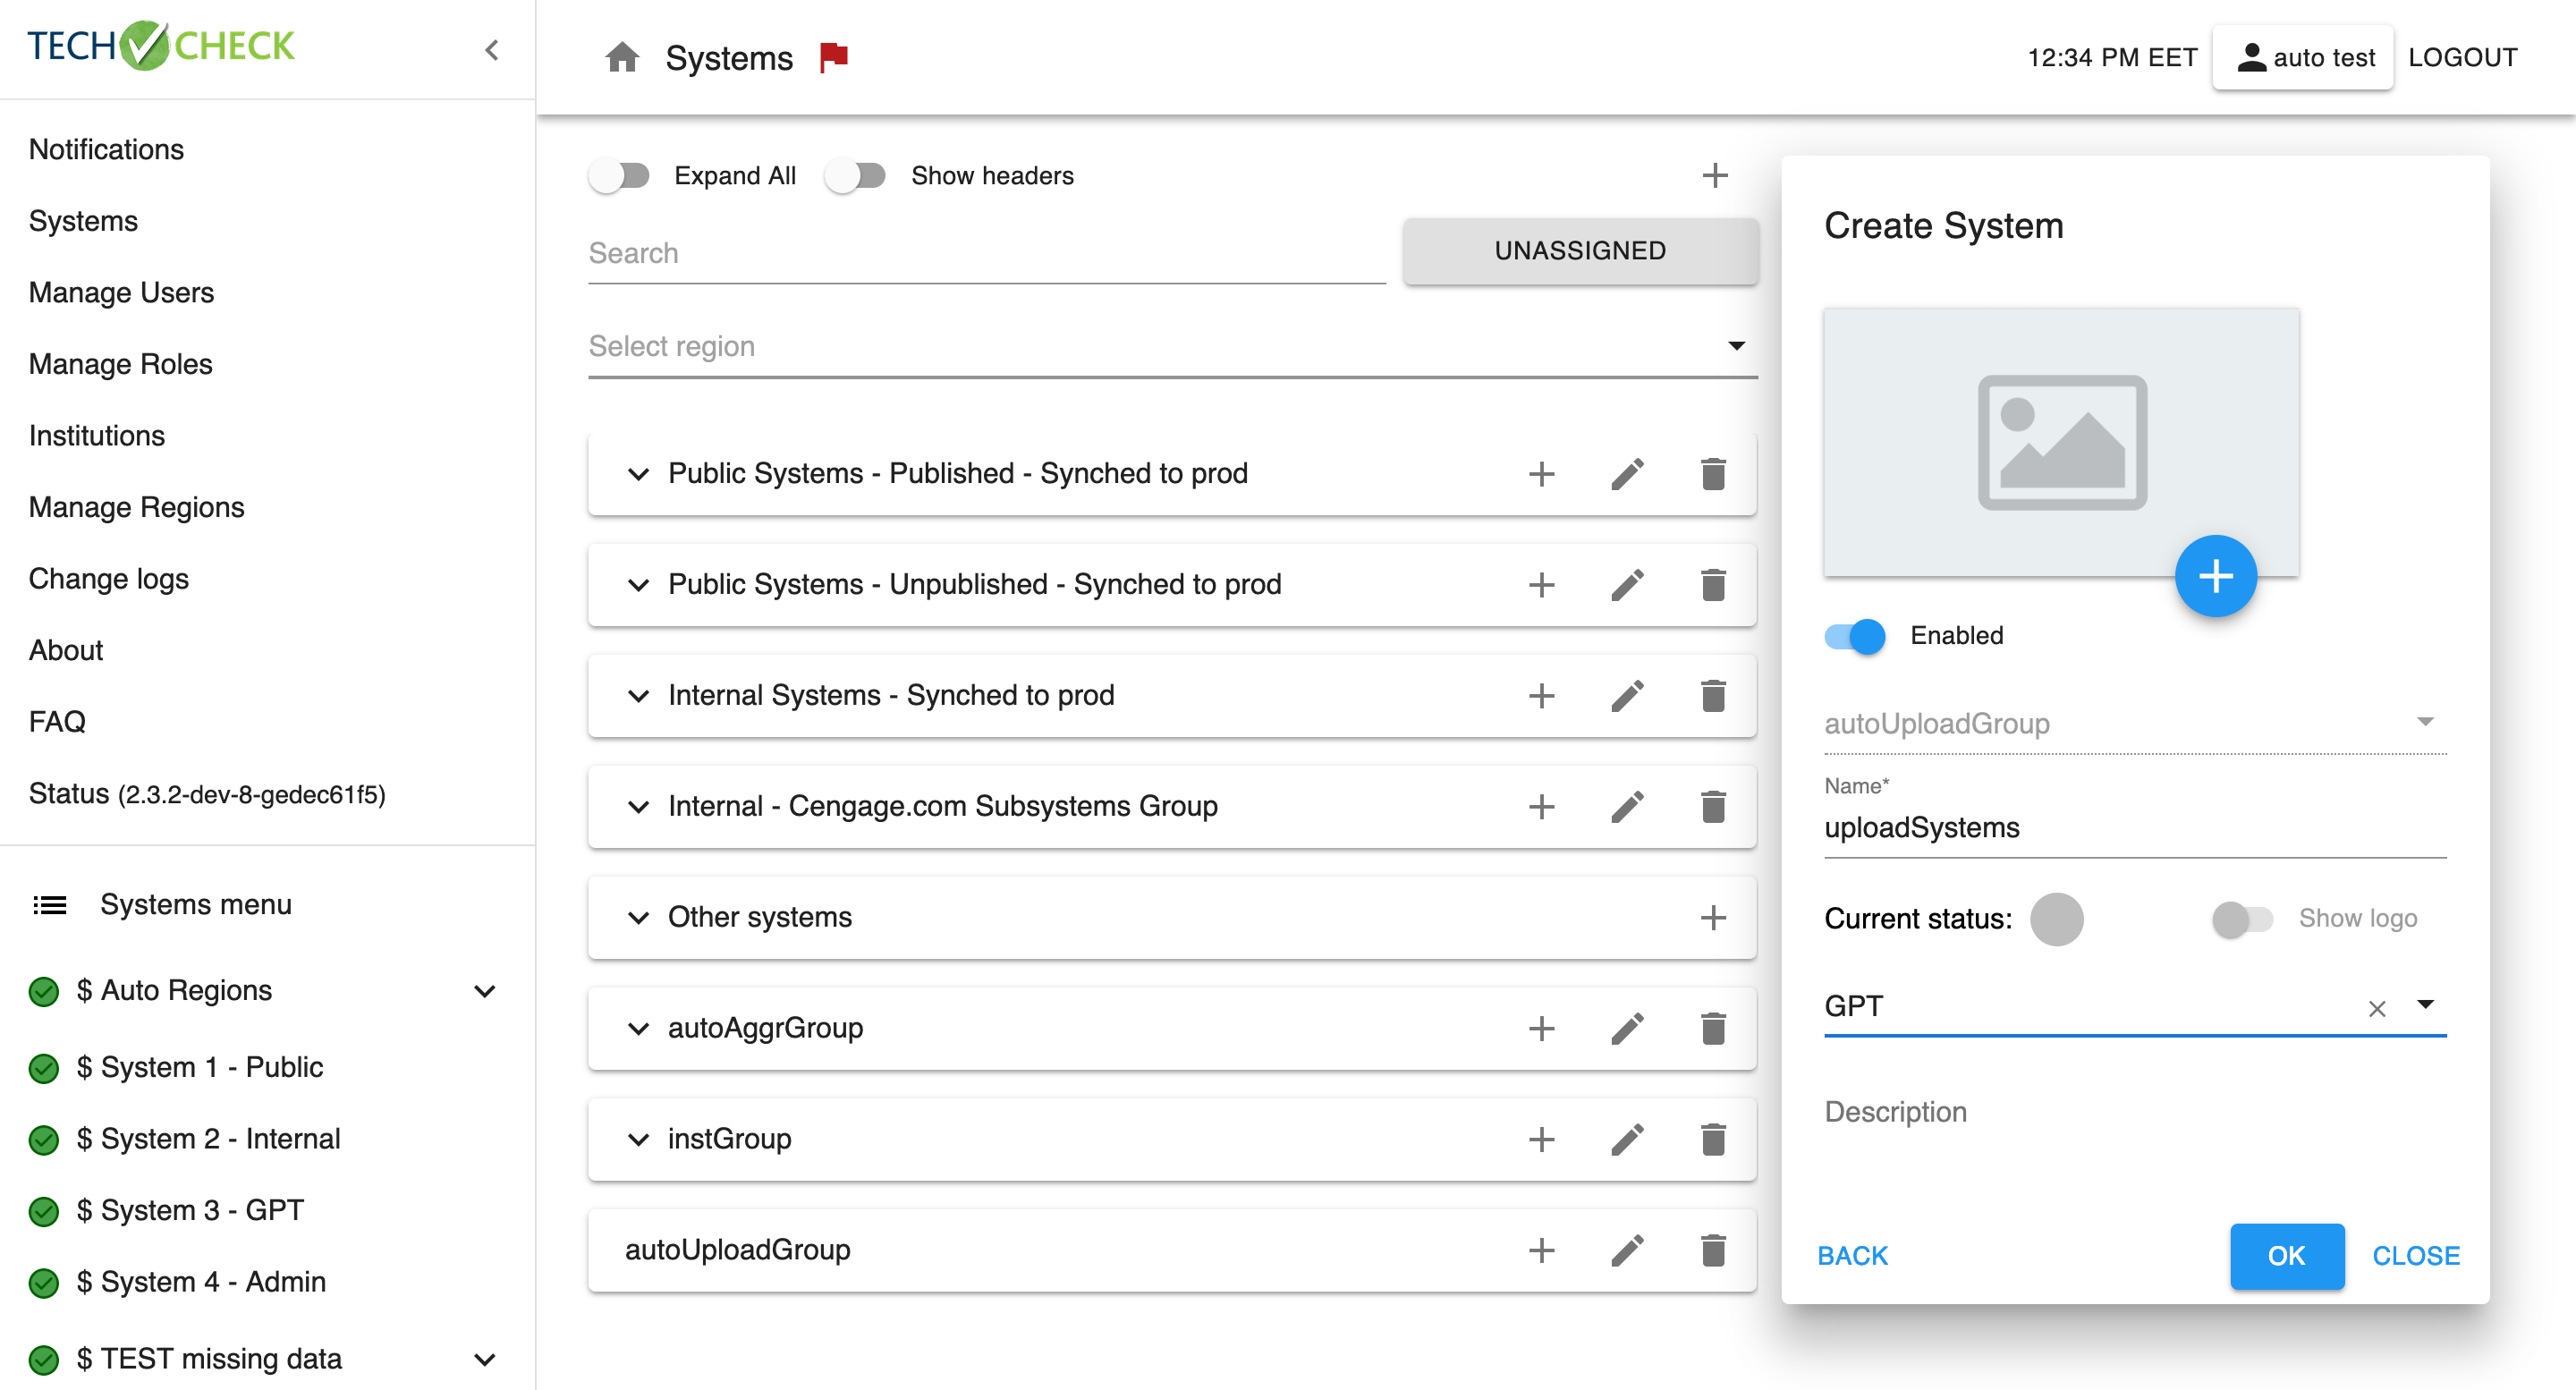 TECH CHECK
Systems
12:34 PM EET
auto test
LOGOUT
Notifications
Systems
Manage Users
Manage Roles
Institutions
Manage Regions
Change logs
About
FAQ
Status (2.3.2-dev-8-gedec61f5)
Systems menu
$ Auto Regions
$ System 1 - Public
$ System 2 - Internal
$ System 3 - GPT
$ System 4 - Admin
$ TEST missing data
Expand All
Show headers
Search
UNASSIGNED
Select region
Public Systems - Published - Synched to prod
Public Systems - Unpublished - Synched to prod
Internal Systems - Synched to prod
Internal - Cengage.com Subsystems Group
Other systems
autoAggrGroup
instGroup
autoUploadGroup
Create System
Enabled
autoUploadGroup
Name*
uploadSystems
Current status:
Show logo
GPT
Description
BACK
OK
CLOSE